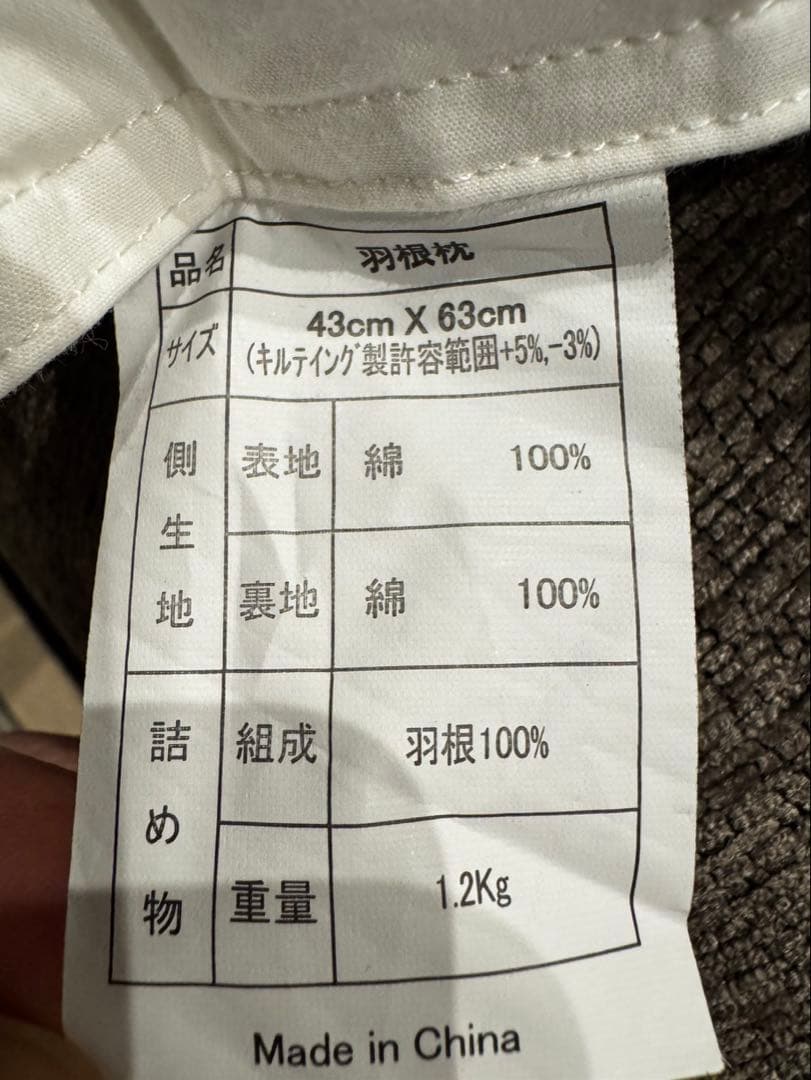 品名 羽根枕
サイズ 43cm X 63cm
(キルティング製許容範囲+5%,-3%)
側生地 表地 綿 100%
裏地 綿 100%
詰め物 組成 羽根100%
重量 1.2Kg
Made in China